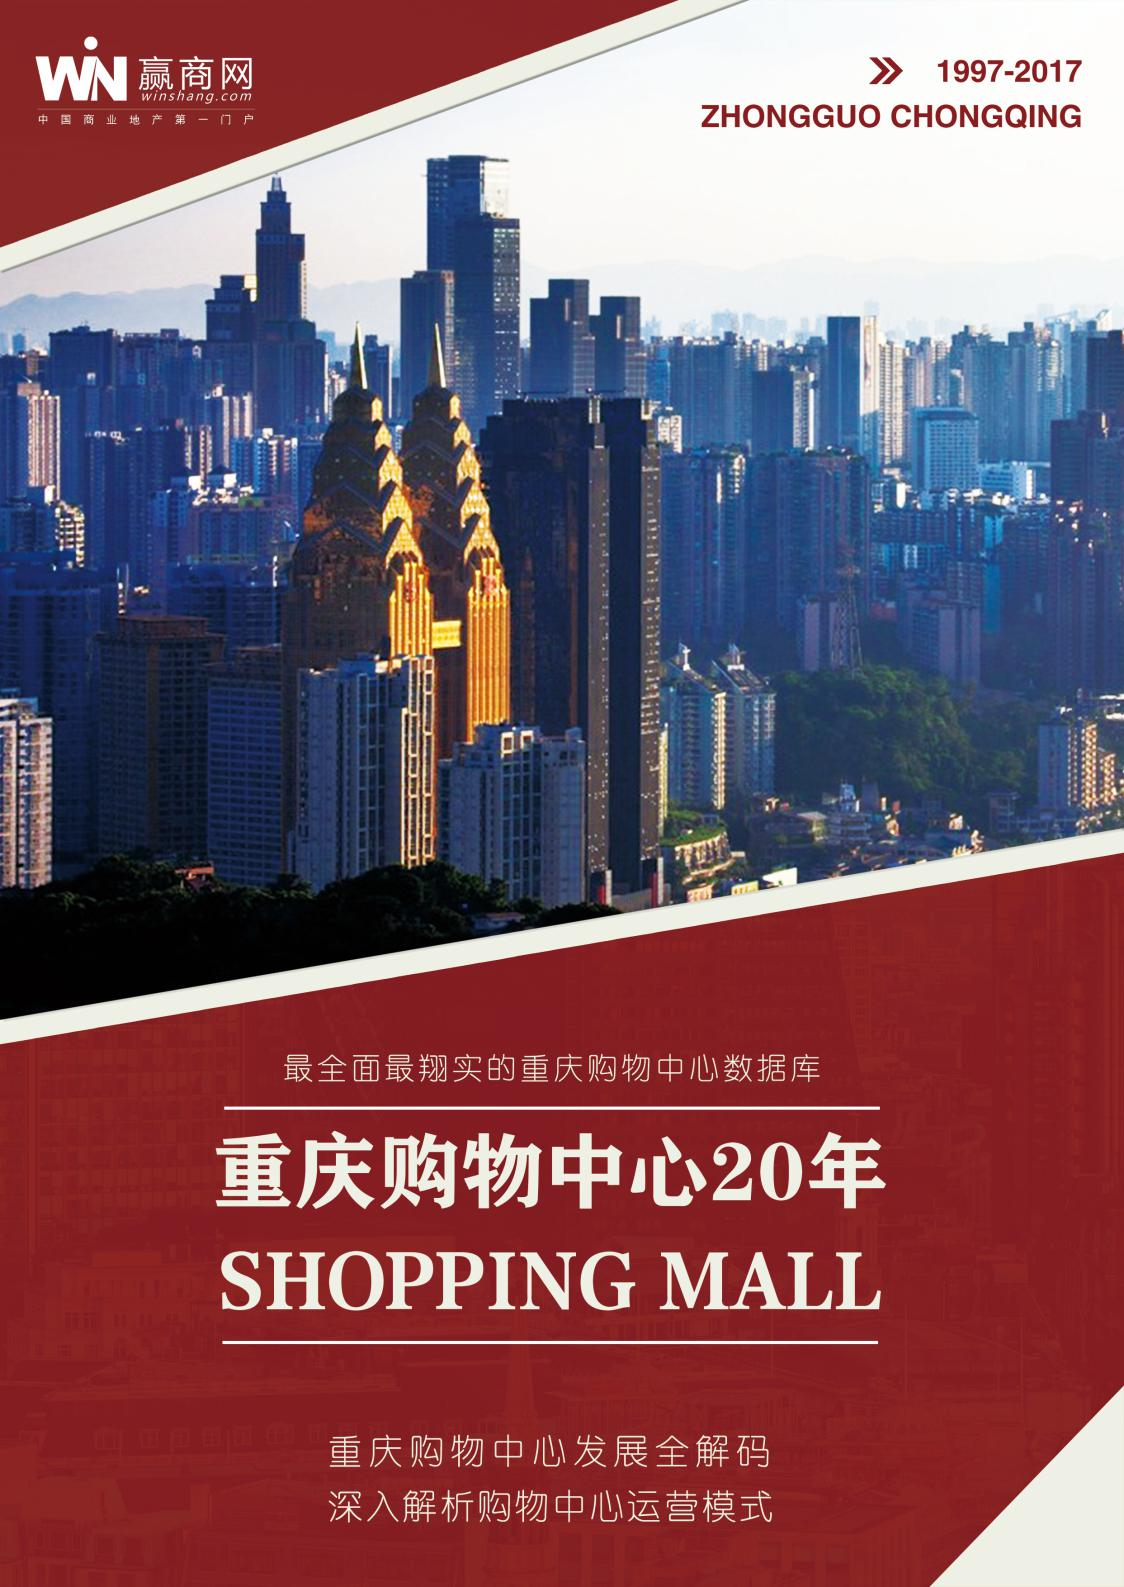 WIN 赢商网
winshang.com
中国商业地产第一门户
1997-2017
ZHONGGUO CHONGQING
最全面最翔实的重庆购物中心数据库
重庆购物中心20年
SHOPPING MALL
重庆购物中心发展全解码
深入解析购物中心运营模式